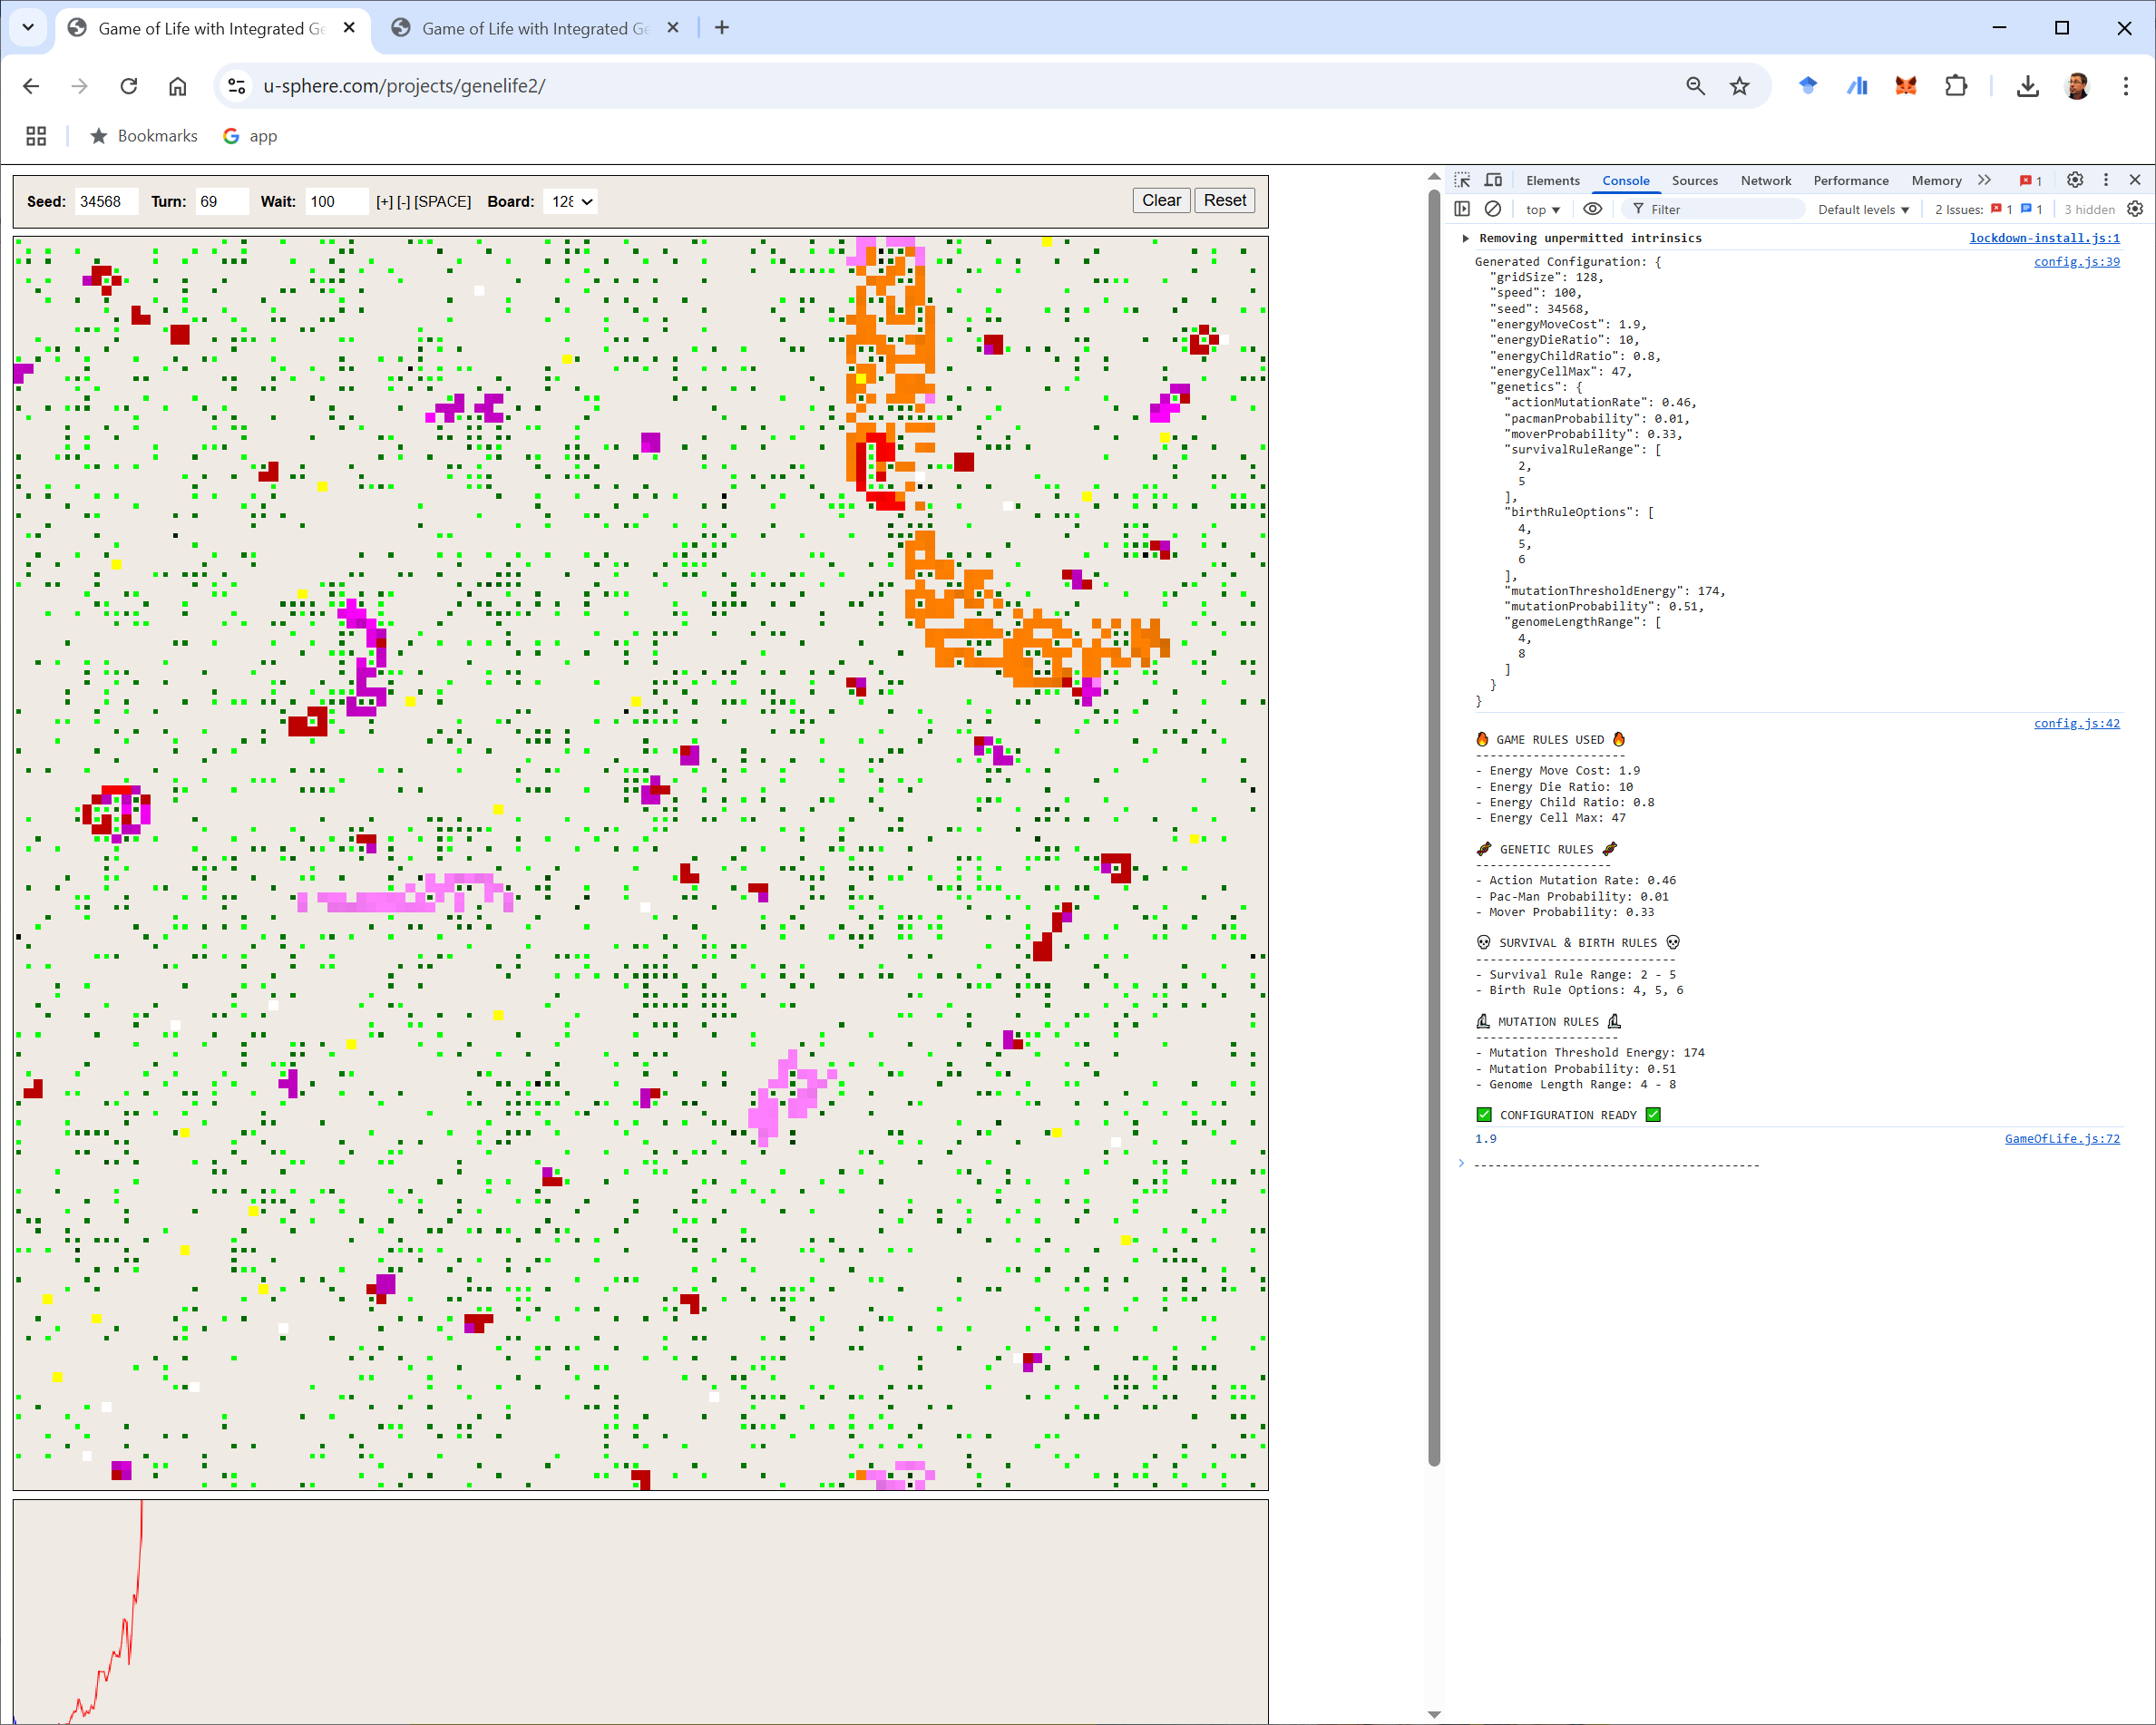 Game of Life with Integrated Ge
Game of Life with Integrated Ge
u-sphere.com/projects/genelife2/
Bookmarks
app
Seed: 34568 Turn: 69 Wait: 100 [+] [-] [SPACE] Board: 128 Clear Reset
Elements Console Sources Network Performance Memory 1
top Filter Default levels 2 Issues: 1 1 3 hidden
Removing unpermitted intrinsics lockdown-install.js:1
Generated Configuration: { config.js:39
"gridSize": 128,
"speed": 100,
"seed": 34568,
"energyMoveCost": 1.9,
"energyDieRatio": 10,
"energyChildRatio": 0.8,
"energyCellMax": 47,
"genetics": {
"actionMutationRate": 0.46,
"pacmanProbability": 0.01,
"moverProbability": 0.33,
"survivalRuleRange": [
2,
5
],
"birthRuleOptions": [
4,
5,
6
],
"mutationThresholdEnergy": 174,
"mutationProbability": 0.51,
"genomeLengthRange": [
4,
8
]
}
}
config.js:42
🔥 GAME RULES USED 🔥
---------------------
- Energy Move Cost: 1.9
- Energy Die Ratio: 10
- Energy Child Ratio: 0.8
- Energy Cell Max: 47
GENETIC RULES
-------------------
- Action Mutation Rate: 0.46
- Pac-Man Probability: 0.01
- Mover Probability: 0.33
SURVIVAL & BIRTH RULES
----------------------------
- Survival Rule Range: 2 - 5
- Birth Rule Options: 4, 5, 6
MUTATION RULES
--------------------
- Mutation Threshold Energy: 174
- Mutation Probability: 0.51
- Genome Length Range: 4 - 8
✅ CONFIGURATION READY ✅
1.9 GameOfLife.js:72
----------------------------------------